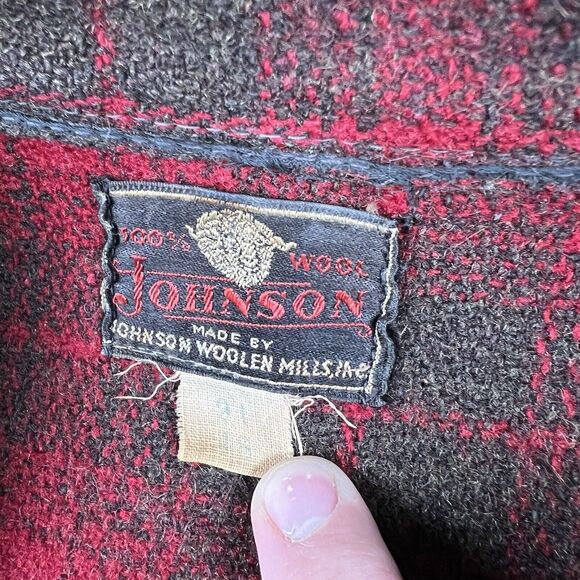 100% WOOL
JOHNSON
MADE BY
JOHNSON WOOLEN MILLS, Inc